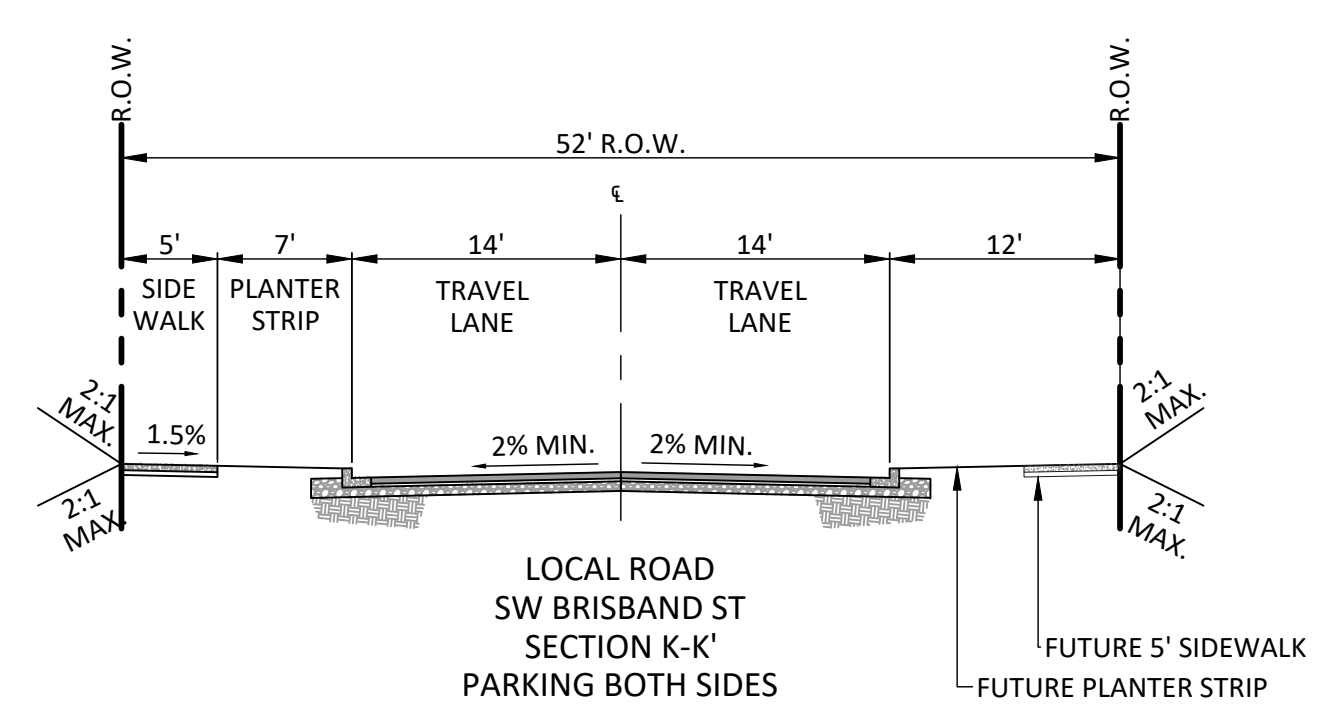 R.O.W.
R.O.W.
52' R.O.W.
℄
5'
7'
14'
14'
12'
SIDE
WALK
PLANTER
STRIP
TRAVEL
LANE
TRAVEL
LANE
2:1
MAX.
2:1
MAX.
1.5%
2% MIN.
2% MIN.
2:1
MAX.
2:1
MAX.
LOCAL ROAD
SW BRISBAND ST
SECTION K-K'
PARKING BOTH SIDES
FUTURE 5' SIDEWALK
FUTURE PLANTER STRIP